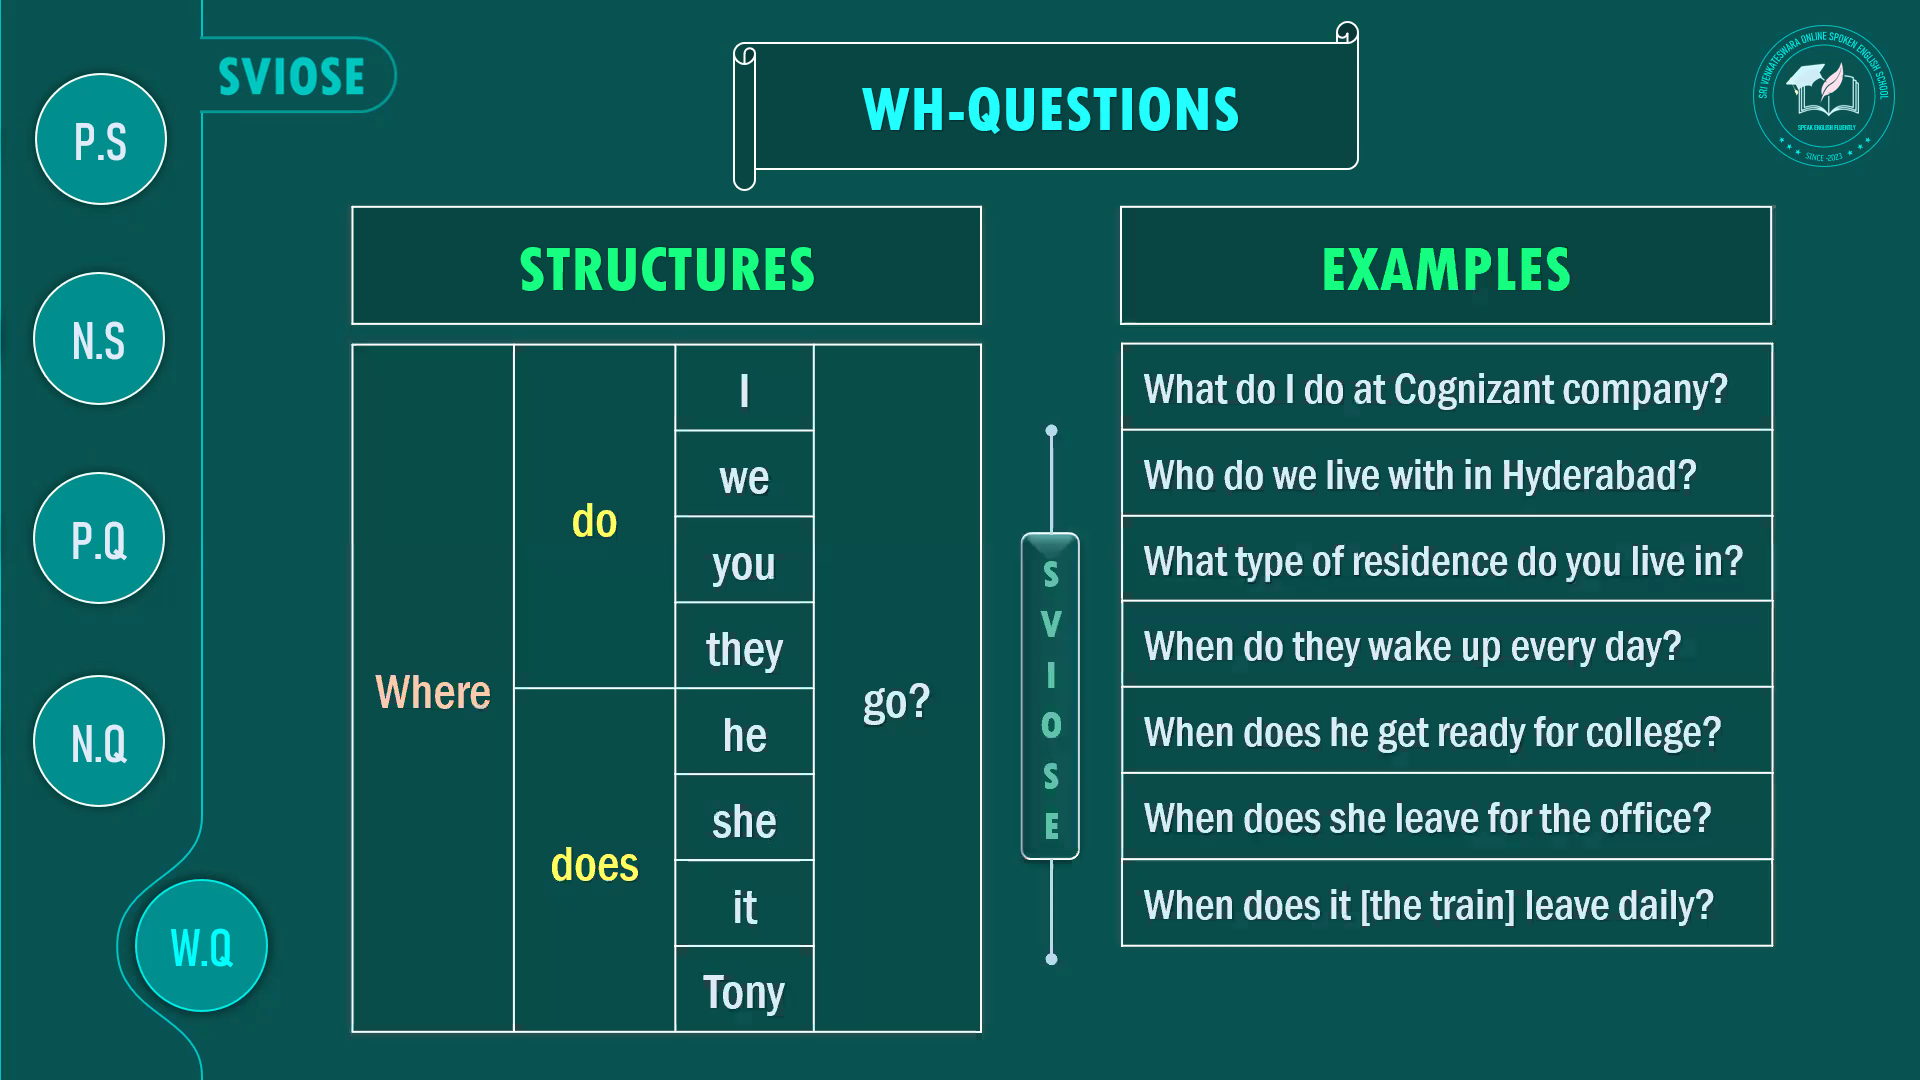 SVIOSE
P.S
N.S
P.Q
N.Q
W.Q
WH-QUESTIONS
SRI VENKATESWARA ONLINE SPOKEN ENGLISH SCHOOL
SPEAK ENGLISH FLUENTLY
SINCE -2023
STRUCTURES
Where
do
does
I
we
you
they
he
she
it
Tony
go?
S
V
I
O
S
E
EXAMPLES
What do I do at Cognizant company?
Who do we live with in Hyderabad?
What type of residence do you live in?
When do they wake up every day?
When does he get ready for college?
When does she leave for the office?
When does it [the train] leave daily?